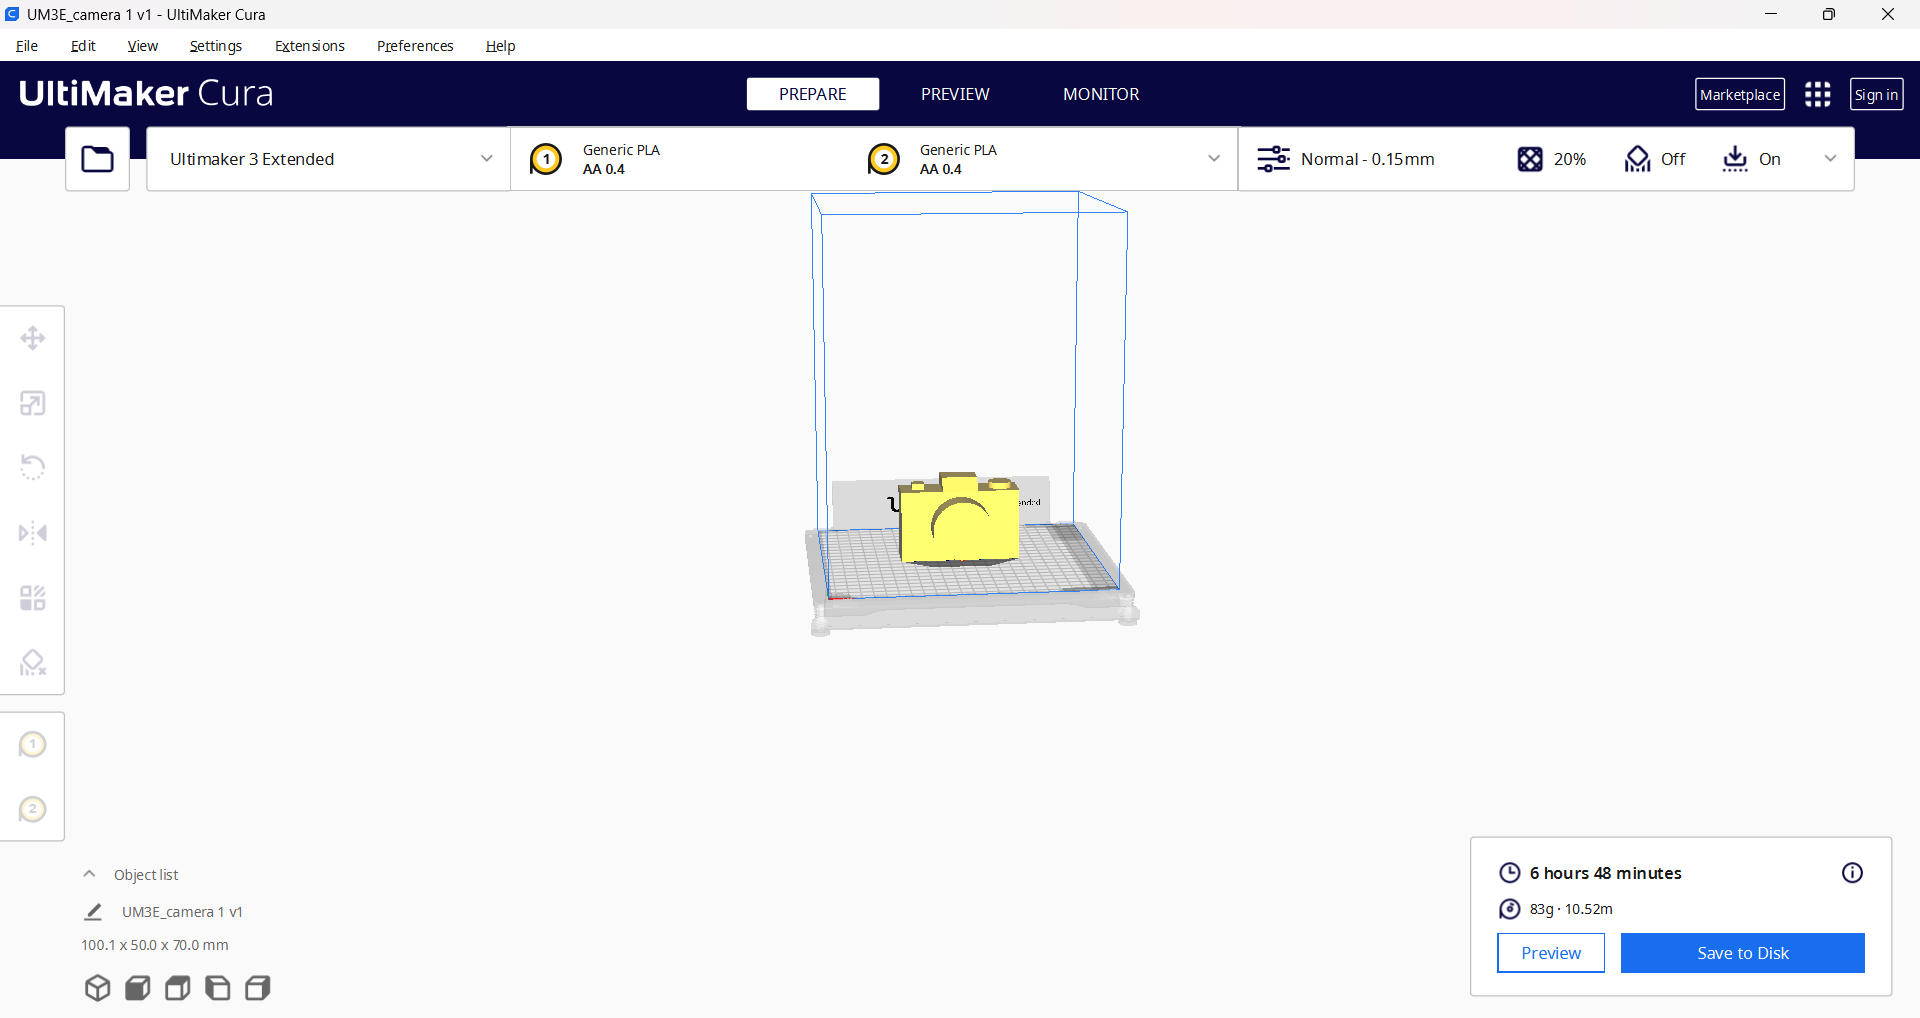 UM3E_camera 1 v1 - UltiMaker Cura
File Edit View Settings Extensions Preferences Help
UltiMaker Cura
PREPARE PREVIEW MONITOR
Marketplace
Sign in
Ultimaker 3 Extended
1
Generic PLA
AA 0.4
2
Generic PLA
AA 0.4
Normal - 0.15mm
20%
Off
On
1
2
Object list
UM3E_camera 1 v1
100.1 x 50.0 x 70.0 mm
6 hours 48 minutes
83g · 10.52m
Preview
Save to Disk